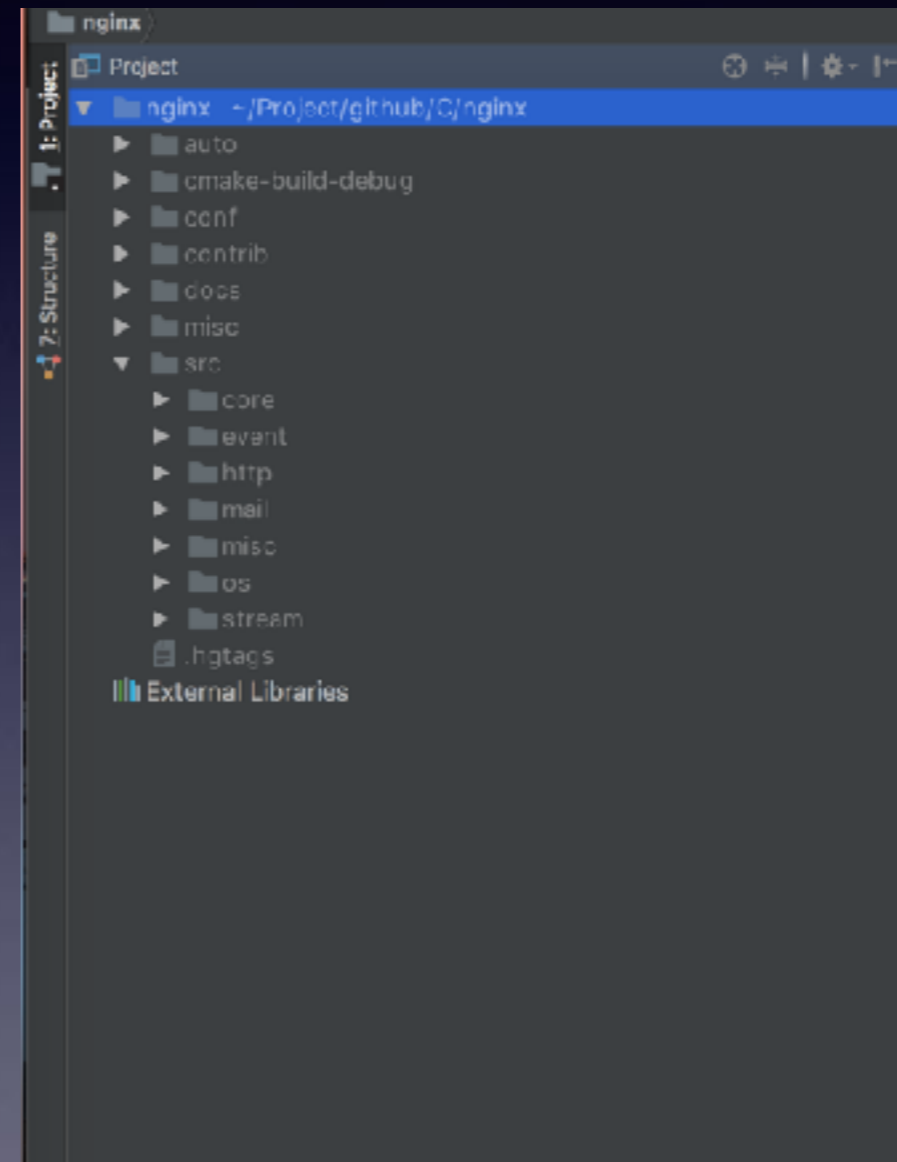 nginx
Project
nginx ~/Project/github/C/nginx
auto
cmake-build-debug
conf
contrib
docs
misc
src
core
event
http
mail
misc
os
stream
.hgtags
External Libraries
1: Project
7: Structure